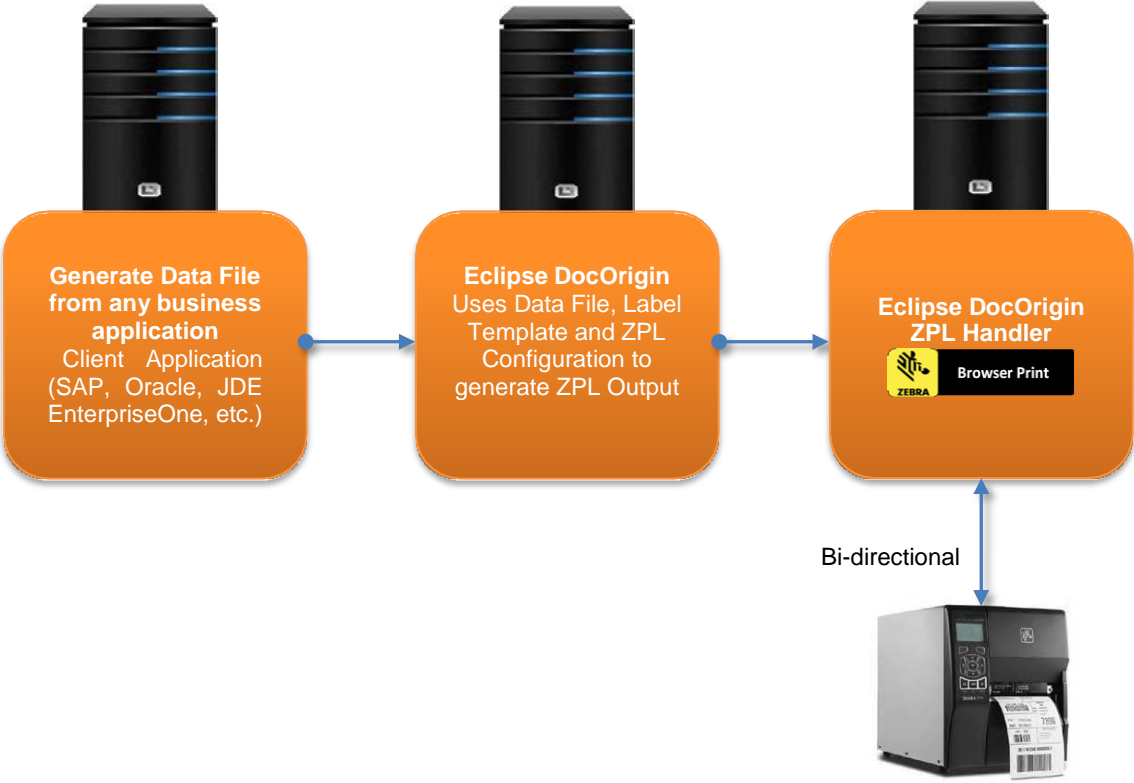 Generate Data File
from any business
application
Client Application
(SAP, Oracle, JDE
EnterpriseOne, etc.)
Eclipse DocOrigin
Uses Data File, Label
Template and ZPL
Configuration to
generate ZPL Output
Eclipse DocOrigin
ZPL Handler
ZEBRA
Browser Print
Bi-directional
7890